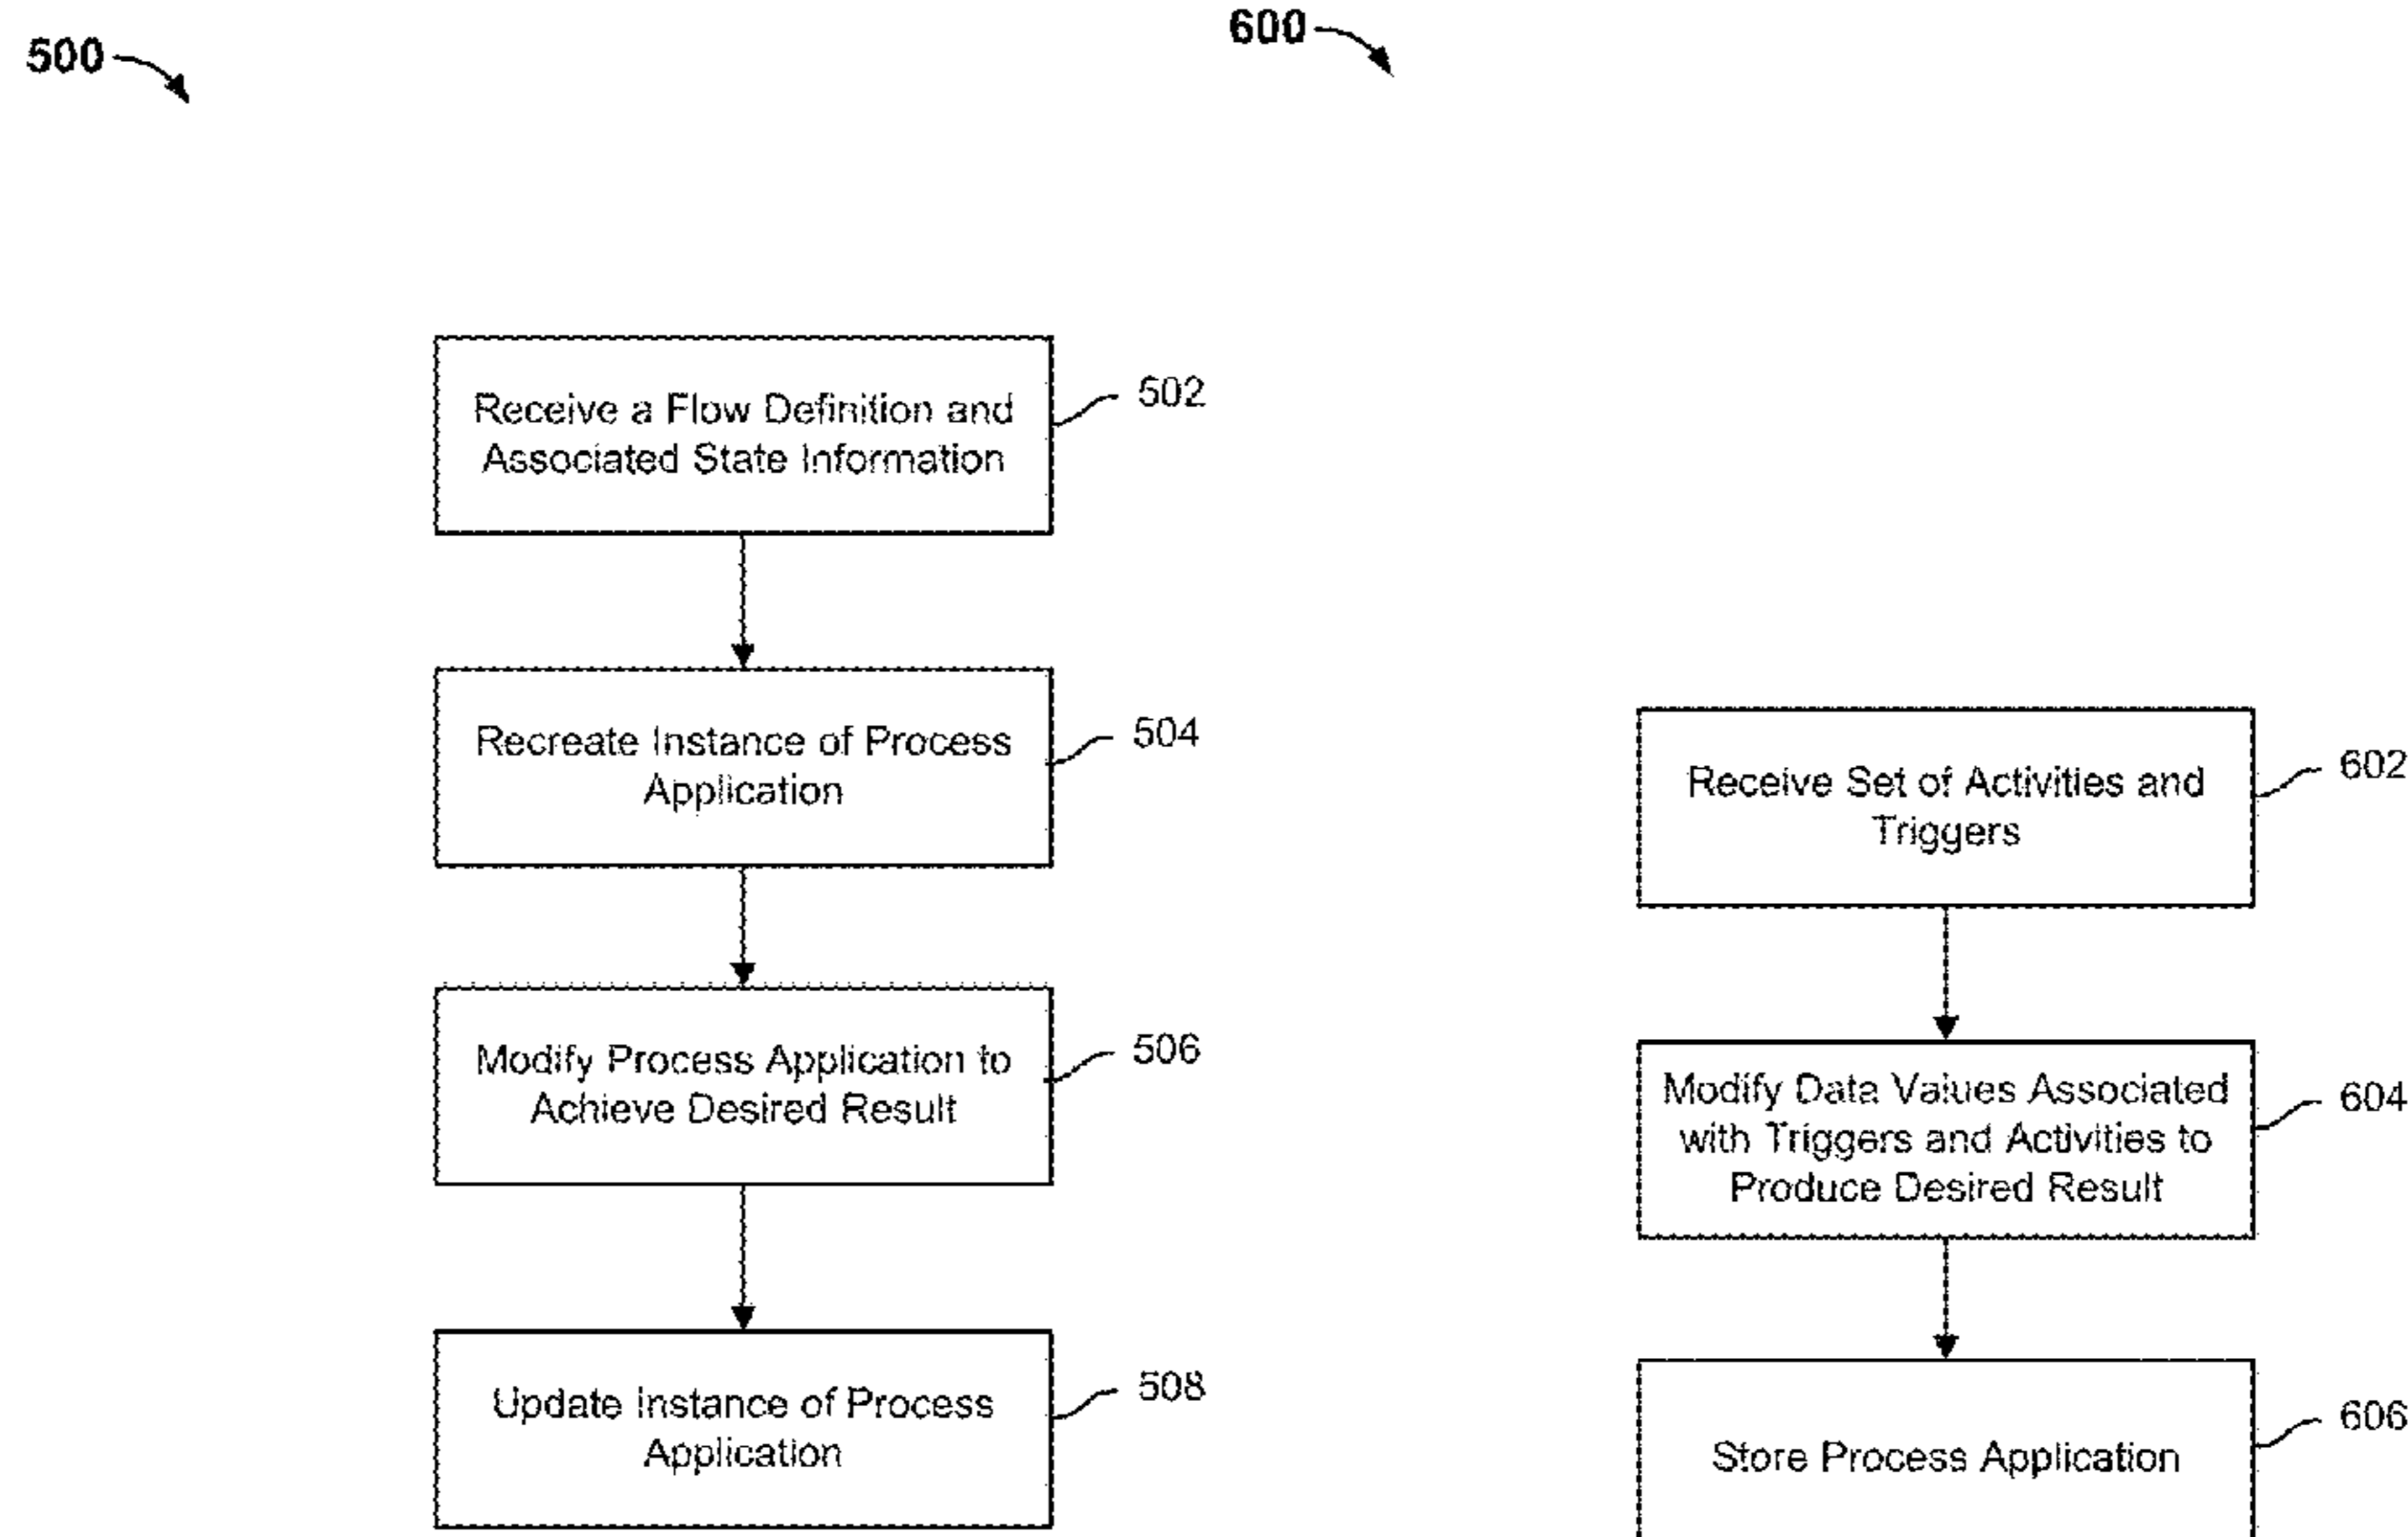 500
Receive a Flow Definition and
Associated State Information
502
Recreate Instance of Process
Application
504
Modify Process Application to
Achieve Desired Result
506
Update Instance of Process
Application
508
600
Receive Set of Activities and
Triggers
602
Modify Data Values Associated
with Triggers and Activities to
Produce Desired Result
604
Store Process Application
606